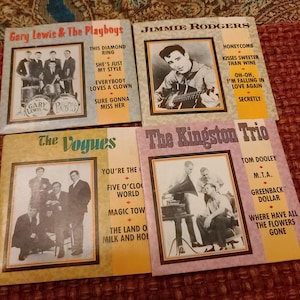 Gary Lewis & The Playboys
THIS DIAMOND
RING
SHE'S JUST
MY STYLE
EVERYBODY
LOVES A CLOWN
SURE GONNA
MISS HER
GARY
JIMMIE RODGERS
HONEYCOMB
KISSES SWEETER
THAN WINE
OH-OH,
I'M FALLING IN
LOVE AGAIN
SECRETLY
The Vogues
YOU'RE THE
FIVE O'CLO
WORLD
MAGIC TOW
THE LAND O
MILK AND HON
The Kingston Trio
TOM DOOLEY
M.T.A.
GREENBACK
DOLLAR
WHERE HAVE ALL
THE FLOWERS
GONE